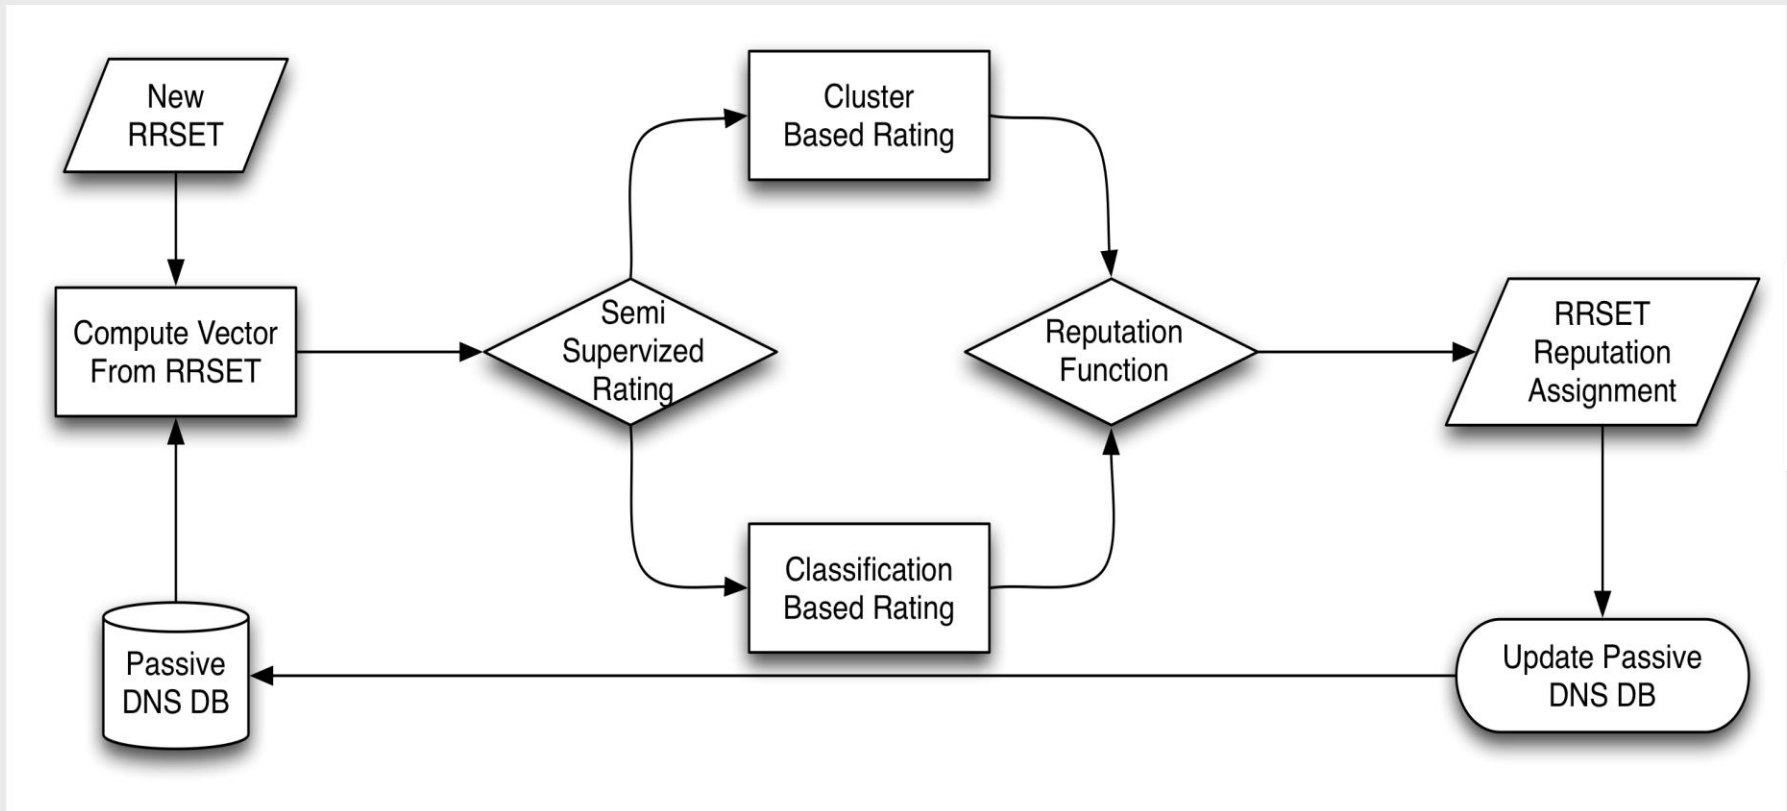 New
RRSET
Cluster
Based Rating
Compute Vector
From RRSET
Semi
Supervized
Rating
Reputation
Function
RRSET
Reputation
Assignment
Classification
Based Rating
Passive
DNS DB
Update Passive
DNS DB